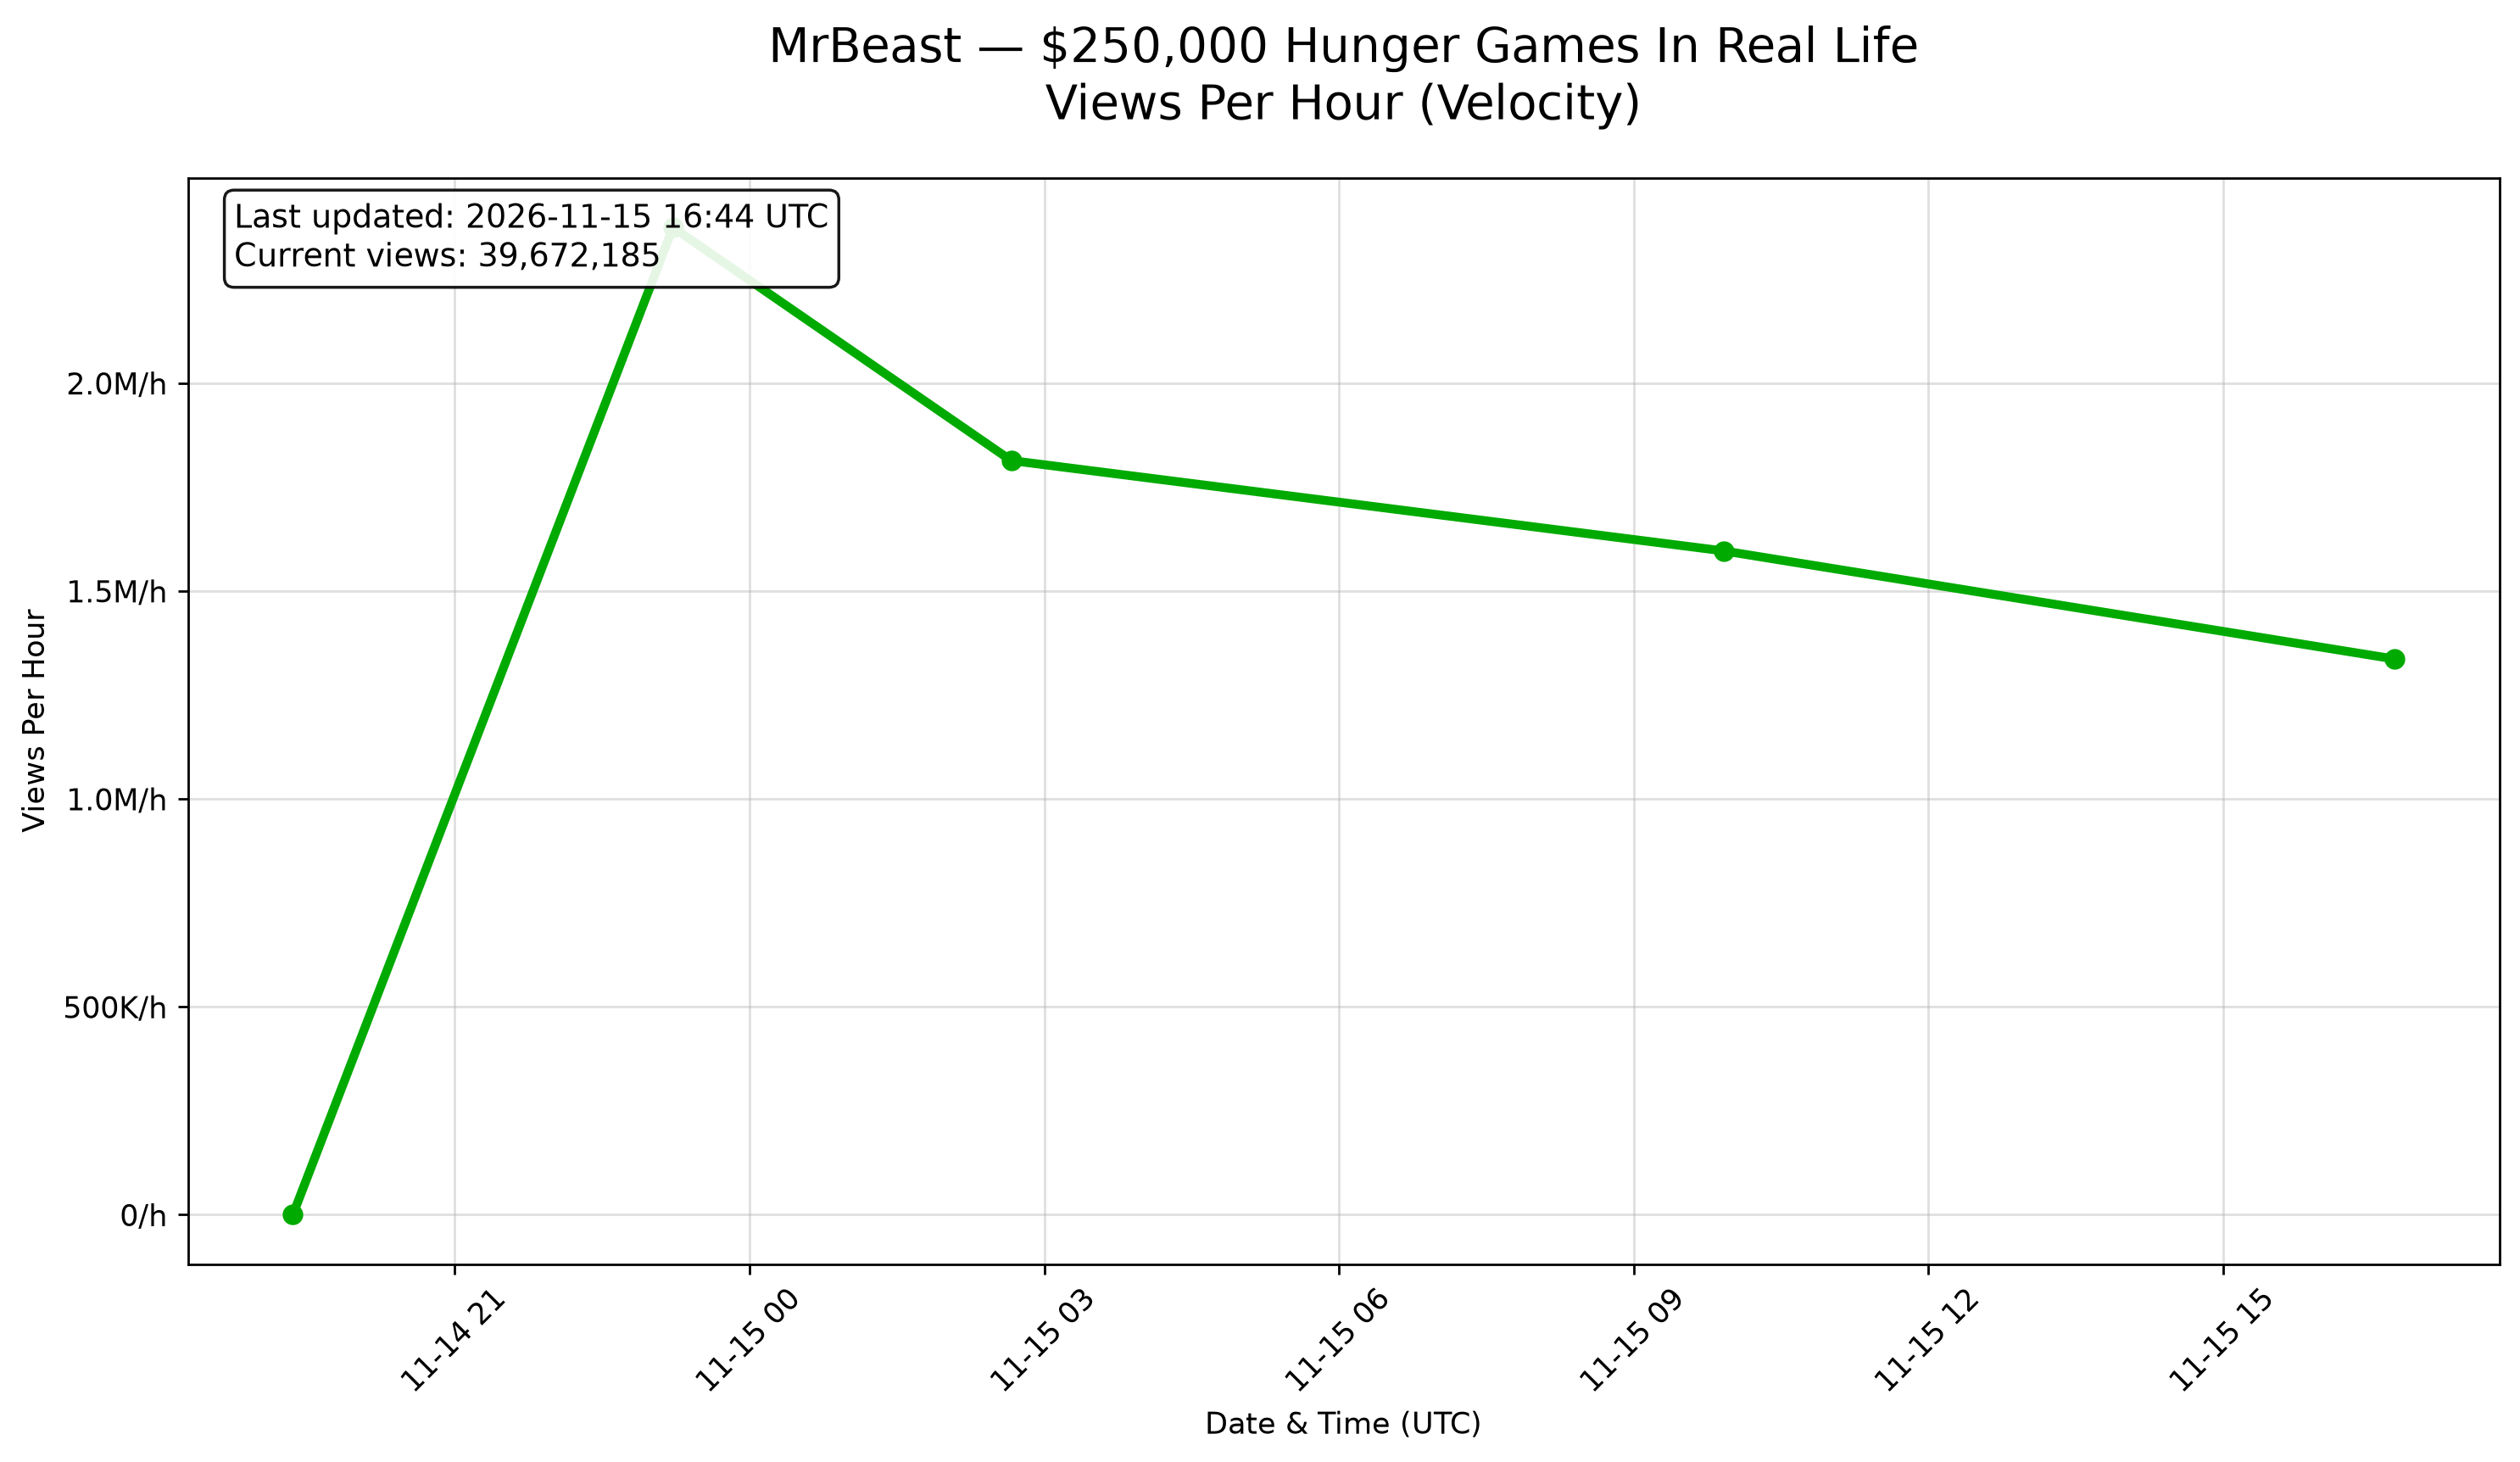 MrBeast — $250,000 Hunger Games In Real Life
Views Per Hour (Velocity)
Last updated: 2026-11-15 16:44 UTC
Current views: 39,672,185
2.0M/h
1.5M/h
1.0M/h
500K/h
0/h
Views Per Hour
11-14 21
11-15 00
11-15 03
11-15 06
11-15 09
11-15 12
11-15 15
Date & Time (UTC)